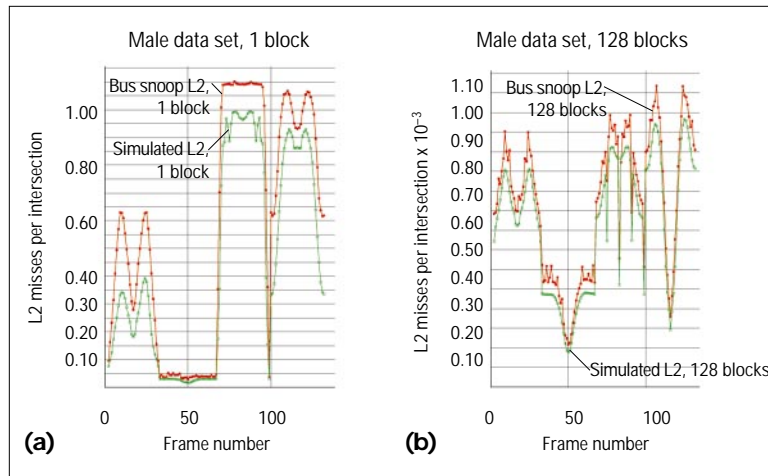 Male data set, 1 block
Bus snoop L2,
1 block
Simulated L2,
1 block
L2 misses per intersection
1.00
0.80
0.60
0.40
0.30
0.20
0.10
0
50
100
Frame number
(a)
Male data set, 128 blocks
Bus snoop L2,
128 blocks
Simulated L2, 128 blocks
L2 misses per intersection x 10⁻³
1.10
1.00
0.90
0.80
0.70
0.60
0.50
0.40
0.30
0.20
0.10
0
50
100
Frame number
(b)